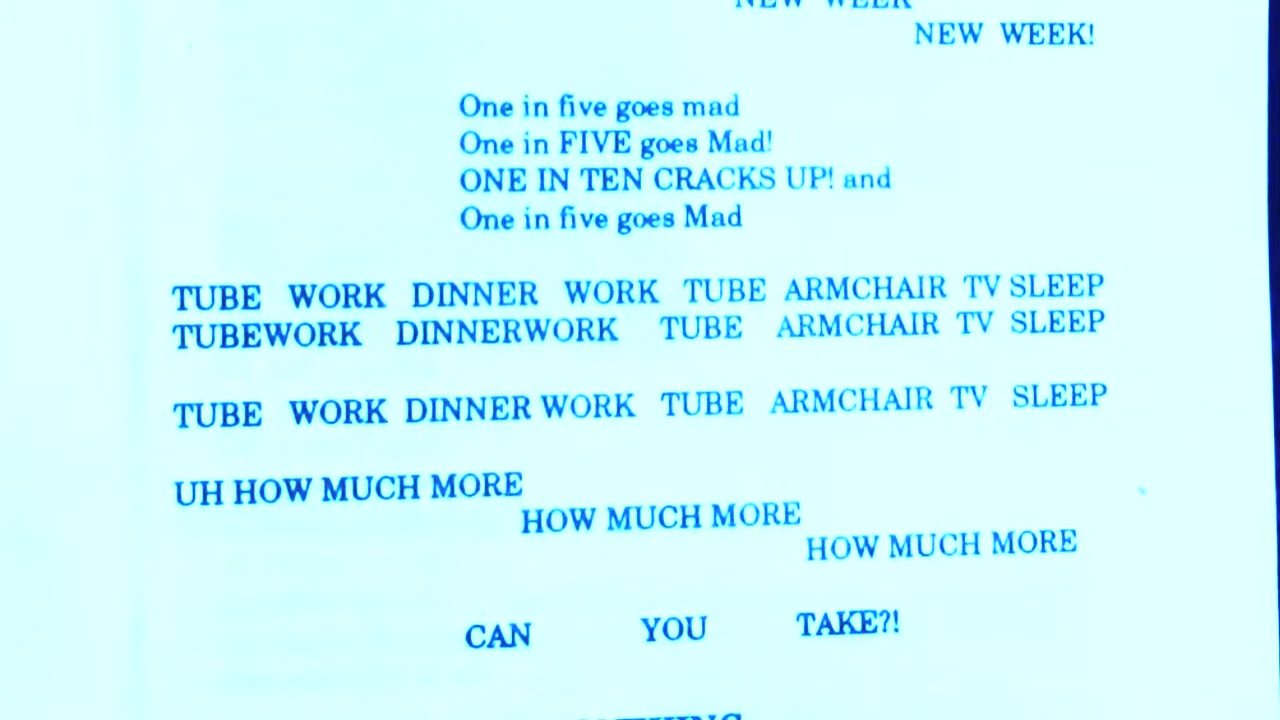 NEW WEEK
NEW WEEK!
One in five goes mad
One in FIVE goes Mad!
ONE IN TEN CRACKS UP! and
One in five goes Mad
TUBE WORK DINNER WORK TUBE ARMCHAIR TV SLEEP
TUBEWORK DINNERWORK TUBE ARMCHAIR TV SLEEP
TUBE WORK DINNER WORK TUBE ARMCHAIR TV SLEEP
UH HOW MUCH MORE
HOW MUCH MORE
HOW MUCH MORE
CAN YOU TAKE?!